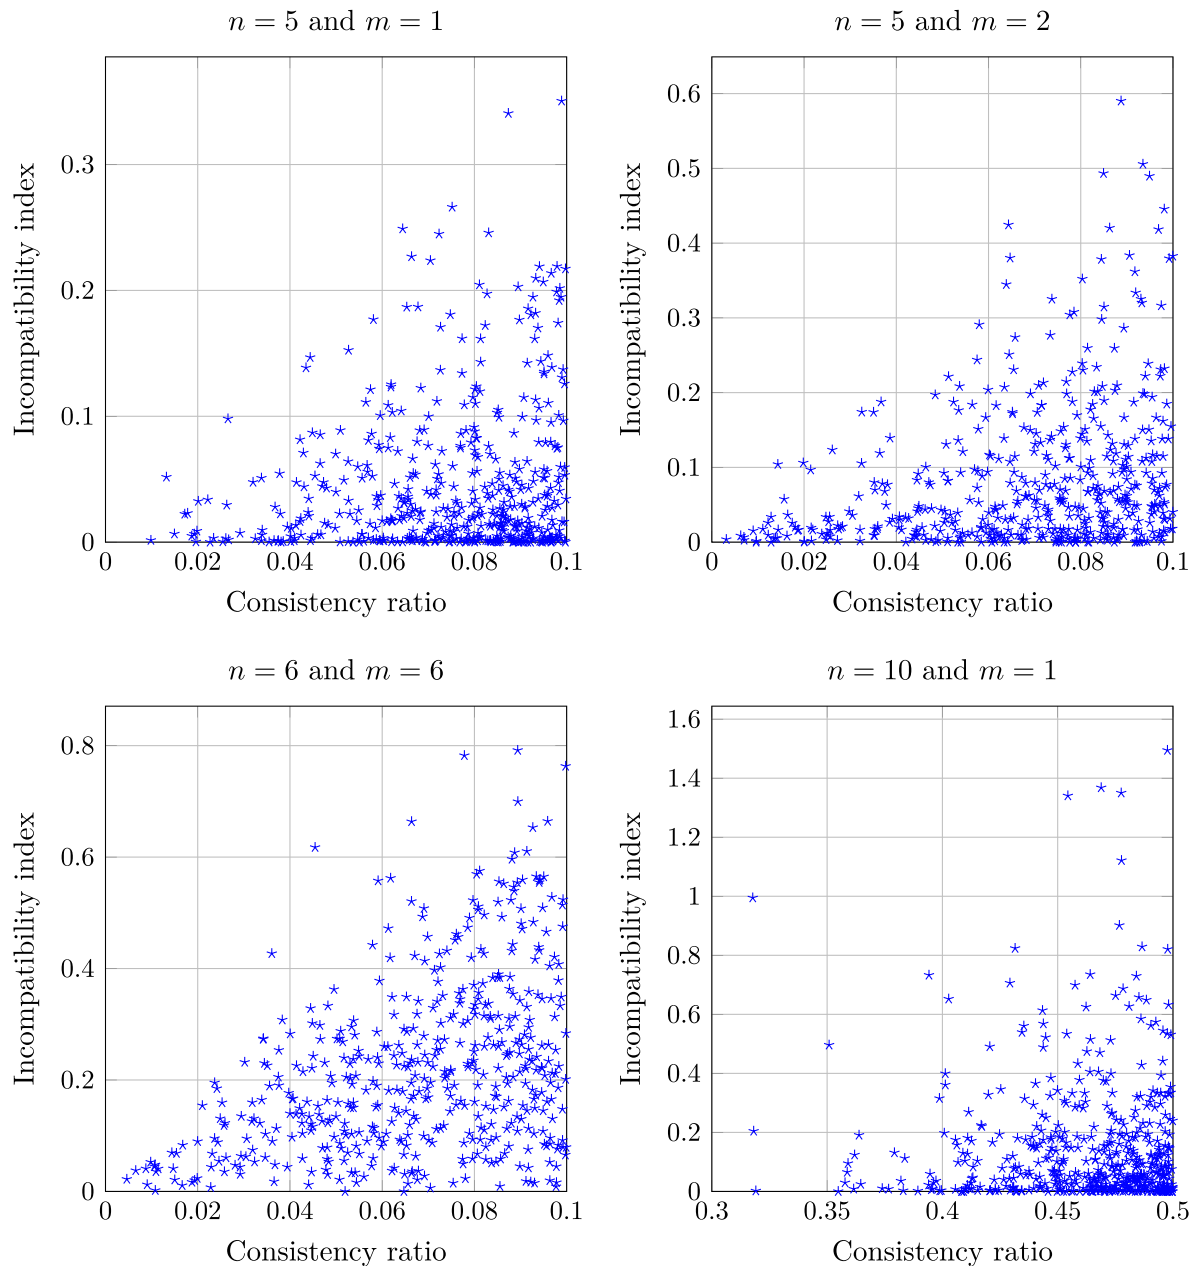 n = 5 and m = 1
n = 5 and m = 2
Incompatibility index
0.3
0.2
0.1
0
0 0.02 0.04 0.06 0.08 0.1
Consistency ratio
Incompatibility index
0.6
0.5
0.4
0.3
0.2
0.1
0
0 0.02 0.04 0.06 0.08 0.1
Consistency ratio
n = 6 and m = 6
n = 10 and m = 1
Incompatibility index
0.8
0.6
0.4
0.2
0
0 0.02 0.04 0.06 0.08 0.1
Consistency ratio
Incompatibility index
1.6
1.4
1.2
1
0.8
0.6
0.4
0.2
0
0.3 0.35 0.4 0.45 0.5
Consistency ratio